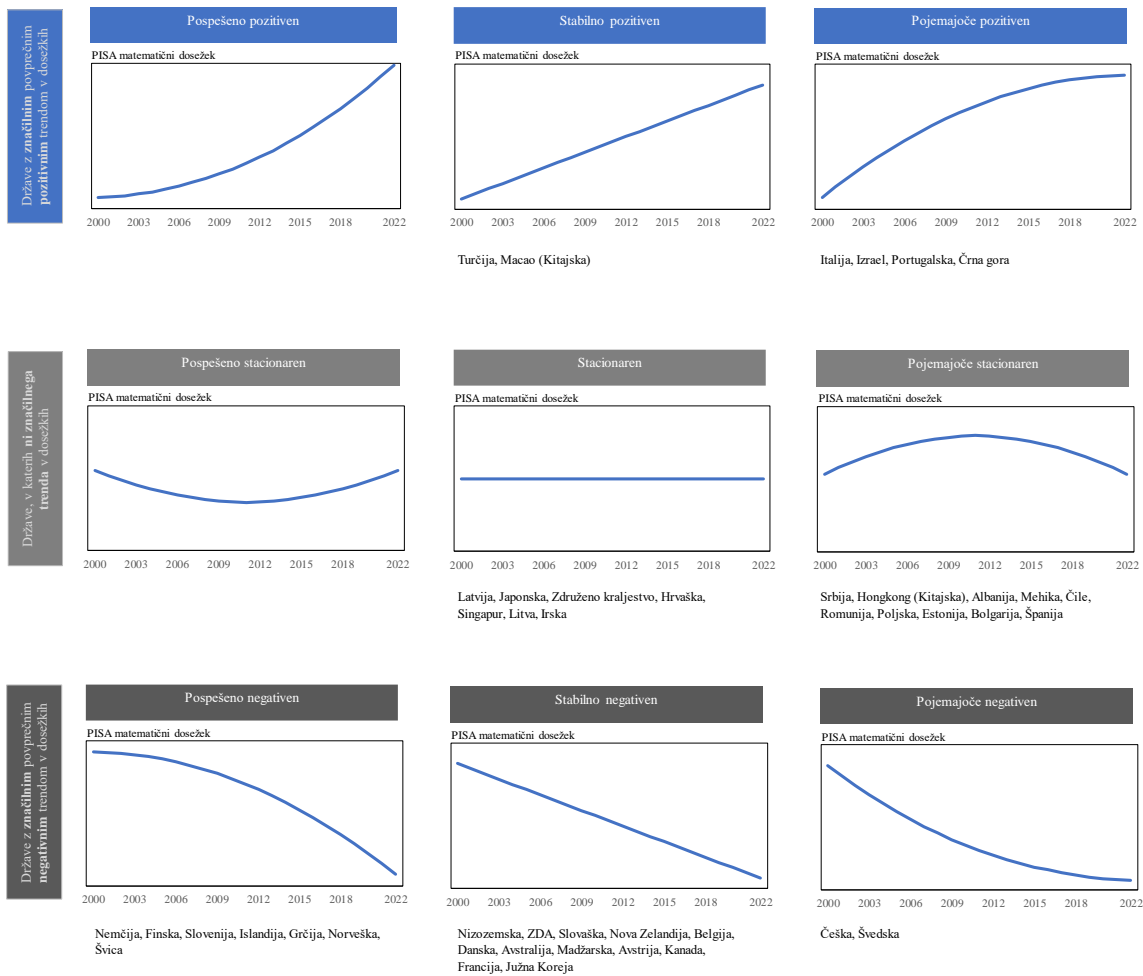 Države z značilnim povprečnim
pozitivnim trendom v dosežkih
Pospešeno pozitiven
PISA matematični dosežek
2000 2003 2006 2009 2012 2015 2018 2022
Stabilno pozitiven
PISA matematični dosežek
2000 2003 2006 2009 2012 2015 2018 2022
Turčija, Macao (Kitajska)
Pojemajoče pozitiven
PISA matematični dosežek
2000 2003 2006 2009 2012 2015 2018 2022
Italija, Izrael, Portugalska, Črna gora
Države, v katerih ni značilnega
trenda v dosežkih
Pospešeno stacionaren
PISA matematični dosežek
2000 2003 2006 2009 2012 2015 2018 2022
Stacionaren
PISA matematični dosežek
2000 2003 2006 2009 2012 2015 2018 2022
Latvija, Japonska, Združeno kraljestvo, Hrvaška,
Singapur, Litva, Irska
Pojemajoče stacionaren
PISA matematični dosežek
2000 2003 2006 2009 2012 2015 2018 2022
Srbija, Hongkong (Kitajska), Albanija, Mehika, Čile,
Romunija, Poljska, Estonija, Bolgarija, Španija
Države z značilnim povprečnim
negativnim trendom v dosežkih
Pospešeno negativen
PISA matematični dosežek
2000 2003 2006 2009 2012 2015 2018 2022
Nemčija, Finska, Slovenija, Islandija, Grčija, Norveška,
Švica
Stabilno negativen
PISA matematični dosežek
2000 2003 2006 2009 2012 2015 2018 2022
Nizozemska, ZDA, Slovaška, Nova Zelandija, Belgija,
Danska, Avstralija, Madžarska, Avstrija, Kanada,
Francija, Južna Koreja
Pojemajoče negativen
PISA matematični dosežek
2000 2003 2006 2009 2012 2015 2018 2022
Češka, Švedska